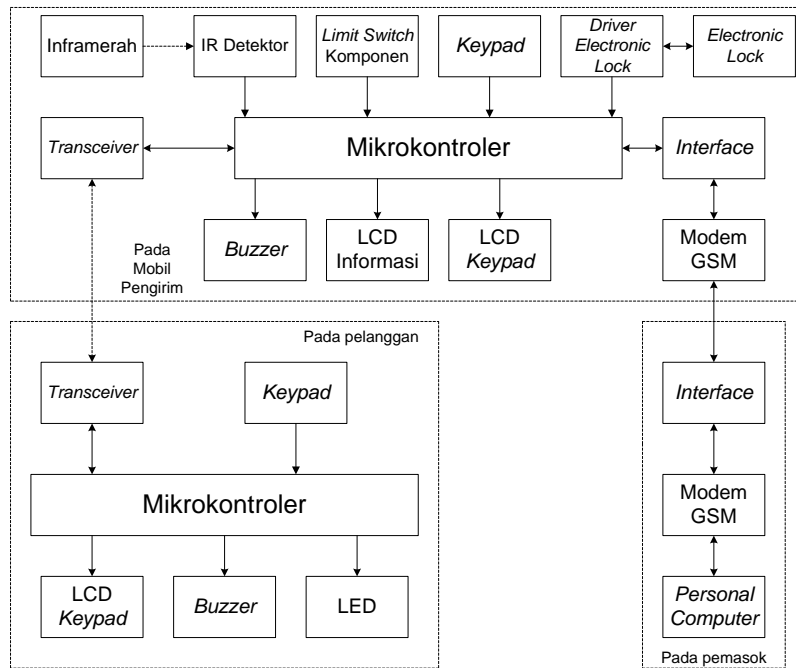 Inframerah
IR Detektor
Limit Switch
Komponen
Keypad
Driver
Electronic
Lock
Electronic
Lock
Transceiver
Mikrokontroler
Interface
Buzzer
LCD
Informasi
LCD
Keypad
Modem
GSM
Pada
Mobil
Pengirim
Pada pelanggan
Transceiver
Keypad
Interface
Mikrokontroler
Modem
GSM
LCD
Keypad
Buzzer
LED
Personal
Computer
Pada pemasok